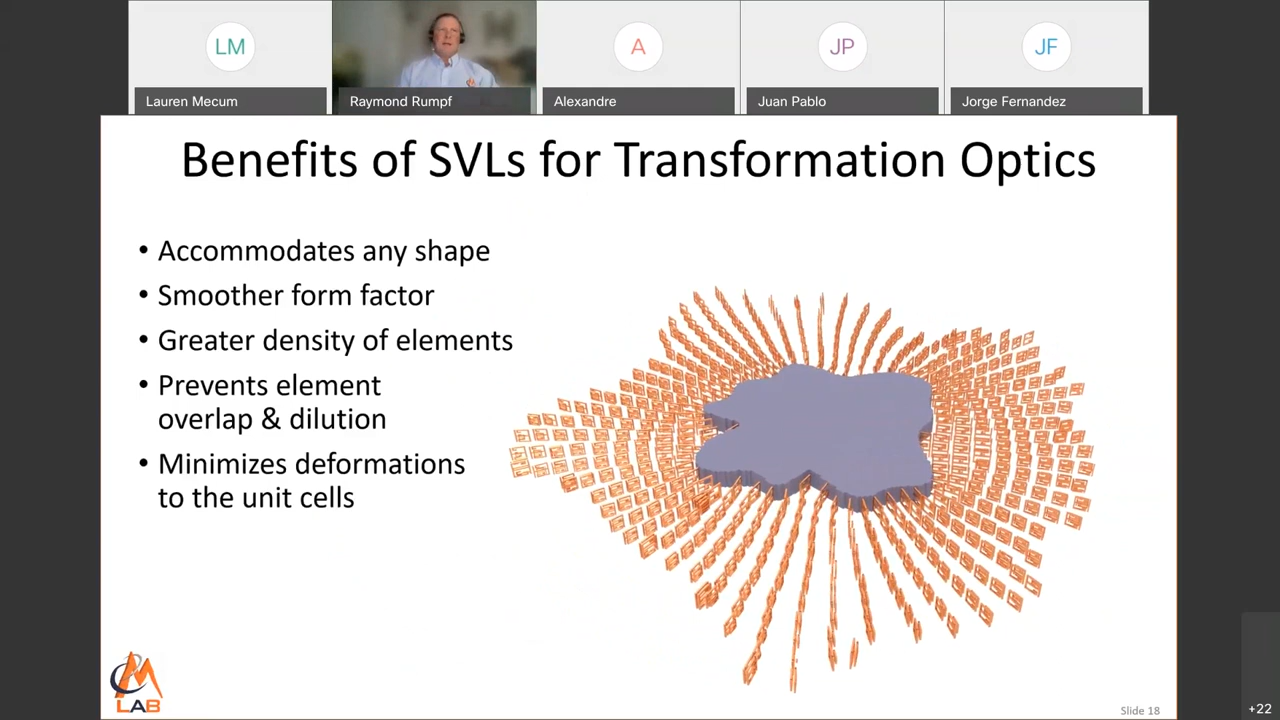 LM
A
JP
JF
Lauren Mecum
Raymond Rumpf
Alexandre
Juan Pablo
Jorge Fernandez
Benefits of SVLs for Transformation Optics
• Accommodates any shape
• Smoother form factor
• Greater density of elements
• Prevents element
overlap & dilution
• Minimizes deformations
to the unit cells
EM
LAB
Slide 18
+22